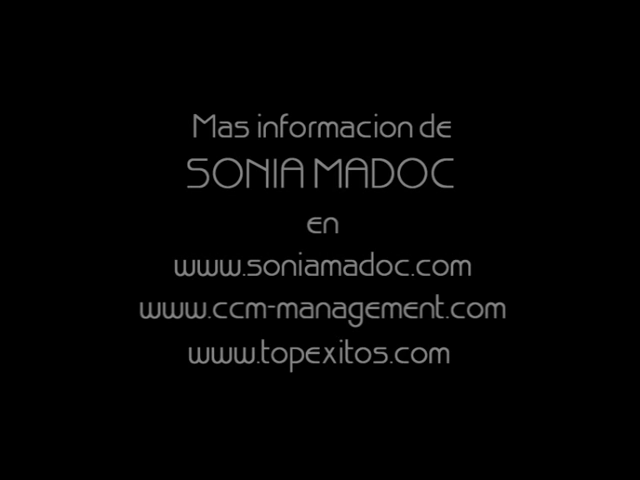 Mas informacion de
SONIA MADOC
en
www.soniamadoc.com
www.ccm-management.com
www.topexitos.com